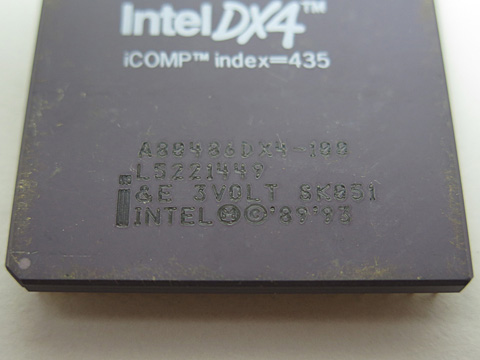 Intel DX4™
iCOMP™ index=435
A80486DX4-100
L5221449
&E 3VOLT SK051
i INTEL Ⓜ©'89'93